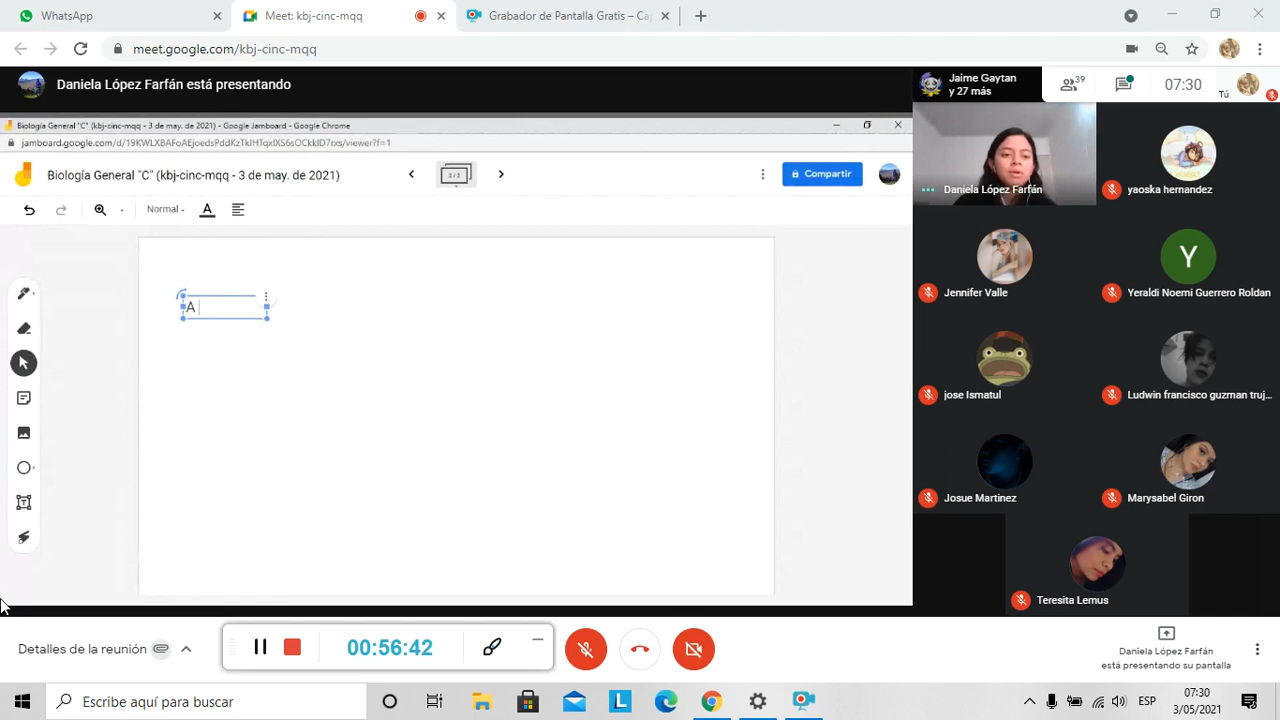 WhatsApp
Meet: kbj-cinc-mqq
Grabador de Pantalla Gratis – Ca
meet.google.com/kbj-cinc-mqq
Daniela López Farfán está presentando
Jaime Gaytan
y 27 más
39
07:30
Tú
Biología General "C" (kbj-cinc-mqq - 3 de may. de 2021) - Google Jamboard - Google Chrome
Biología General "C" (kbj-cinc-mqq - 3 de may. de 2021)
2 / 2
Compartir
Normal
A
Daniela López Farfán
yaoska hernandez
Jennifer Valle
Y
Yeraldi Noemi Guerrero Roldan
jose Ismatul
Ludwin francisco guzman truj...
Josue Martinez
Marysabel Giron
Teresita Lemus
Detalles de la reunión
00:56:42
Daniela López Farfán
está presentando su pantalla
Escribe aquí para buscar
L
ESP
07:30
3/05/2021